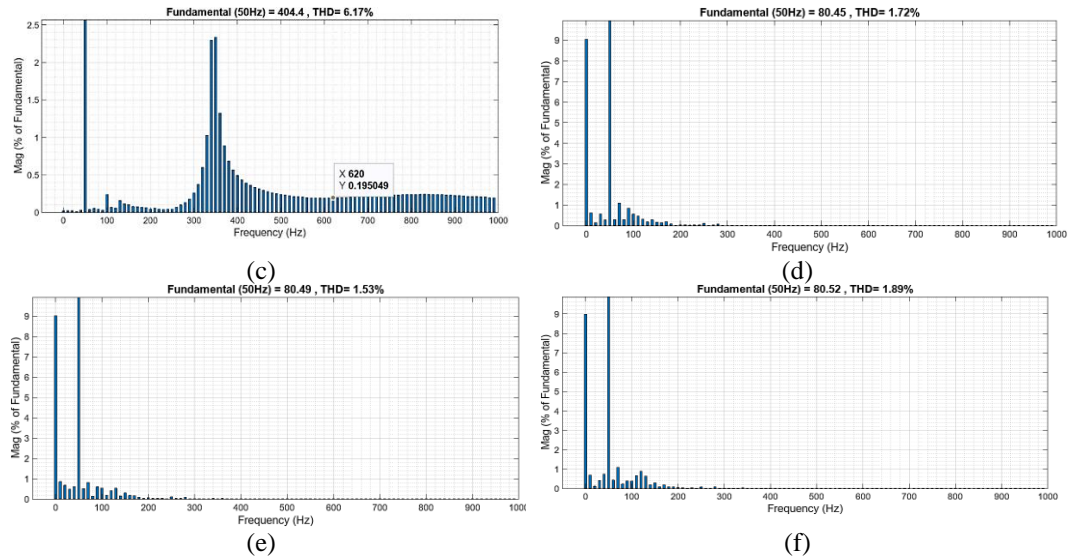 Fundamental (50Hz) = 404.4 , THD= 6.17%
Mag (% of Fundamental)
2.5
2
1.5
1
0.5
0
X 620
Y 0.195049
0 100 200 300 400 500 600 700 800 900 1000
Frequency (Hz)
(c)
Fundamental (50Hz) = 80.45 , THD= 1.72%
Mag (% of Fundamental)
9
8
7
6
5
4
3
2
1
0
0 100 200 300 400 500 600 700 800 900 1000
Frequency (Hz)
(d)
Fundamental (50Hz) = 80.49 , THD= 1.53%
Mag (% of Fundamental)
9
8
7
6
5
4
3
2
1
0
0 100 200 300 400 500 600 700 800 900 1000
Frequency (Hz)
(e)
Fundamental (50Hz) = 80.52 , THD= 1.89%
Mag (% of Fundamental)
9
8
7
6
5
4
3
2
1
0
0 100 200 300 400 500 600 700 800 900 1000
Frequency (Hz)
(f)